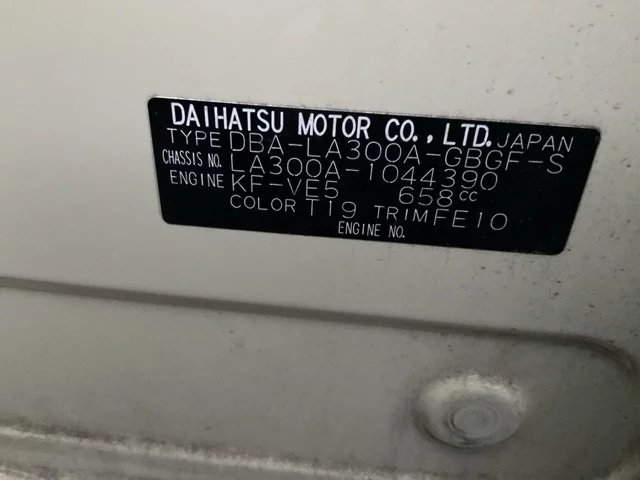 DAIHATSU MOTOR CO., LTD. JAPAN
TYPE DBA-LA300A-GBGF-S
CHASSIS NO. LA300A-1044390
ENGINE KF-VE5 658cc
COLOR T19 TRIM FE10
ENGINE NO.